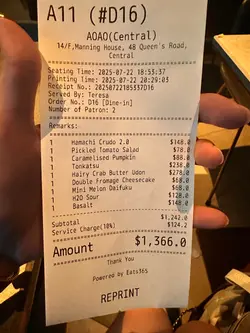 A11 (#D16)
AOAO(Central)
14/F,Manning House, 48 Queen's Road,
Central
Seating Time: 2025-07-22 18:53:37
Printing Time: 2025-07-22 20:29:03
Receipt No.: 20250722185337D16
Served By: Teresa
Order No.: D16 [Dine-in]
Number of Patron: 2
Remarks:
1 Hamachi Crudo 2.0 $148.0
1 Pickled Tomato Salad $78.0
1 Caramelised Pumpkin $88.0
1 Tonkatsu $238.0
1 Hairy Crab Butter Udon $278.0
1 Double Fromage Cheesecake $68.0
1 Mini Melon Daifuku $68.0
1 H2O Sour $128.0
1 Basalt $148.0
Subtotal $1,242.0
Service Charge(10%) $124.2
Amount $1,366.0
Thank You
Powered by Eats365
REPRINT